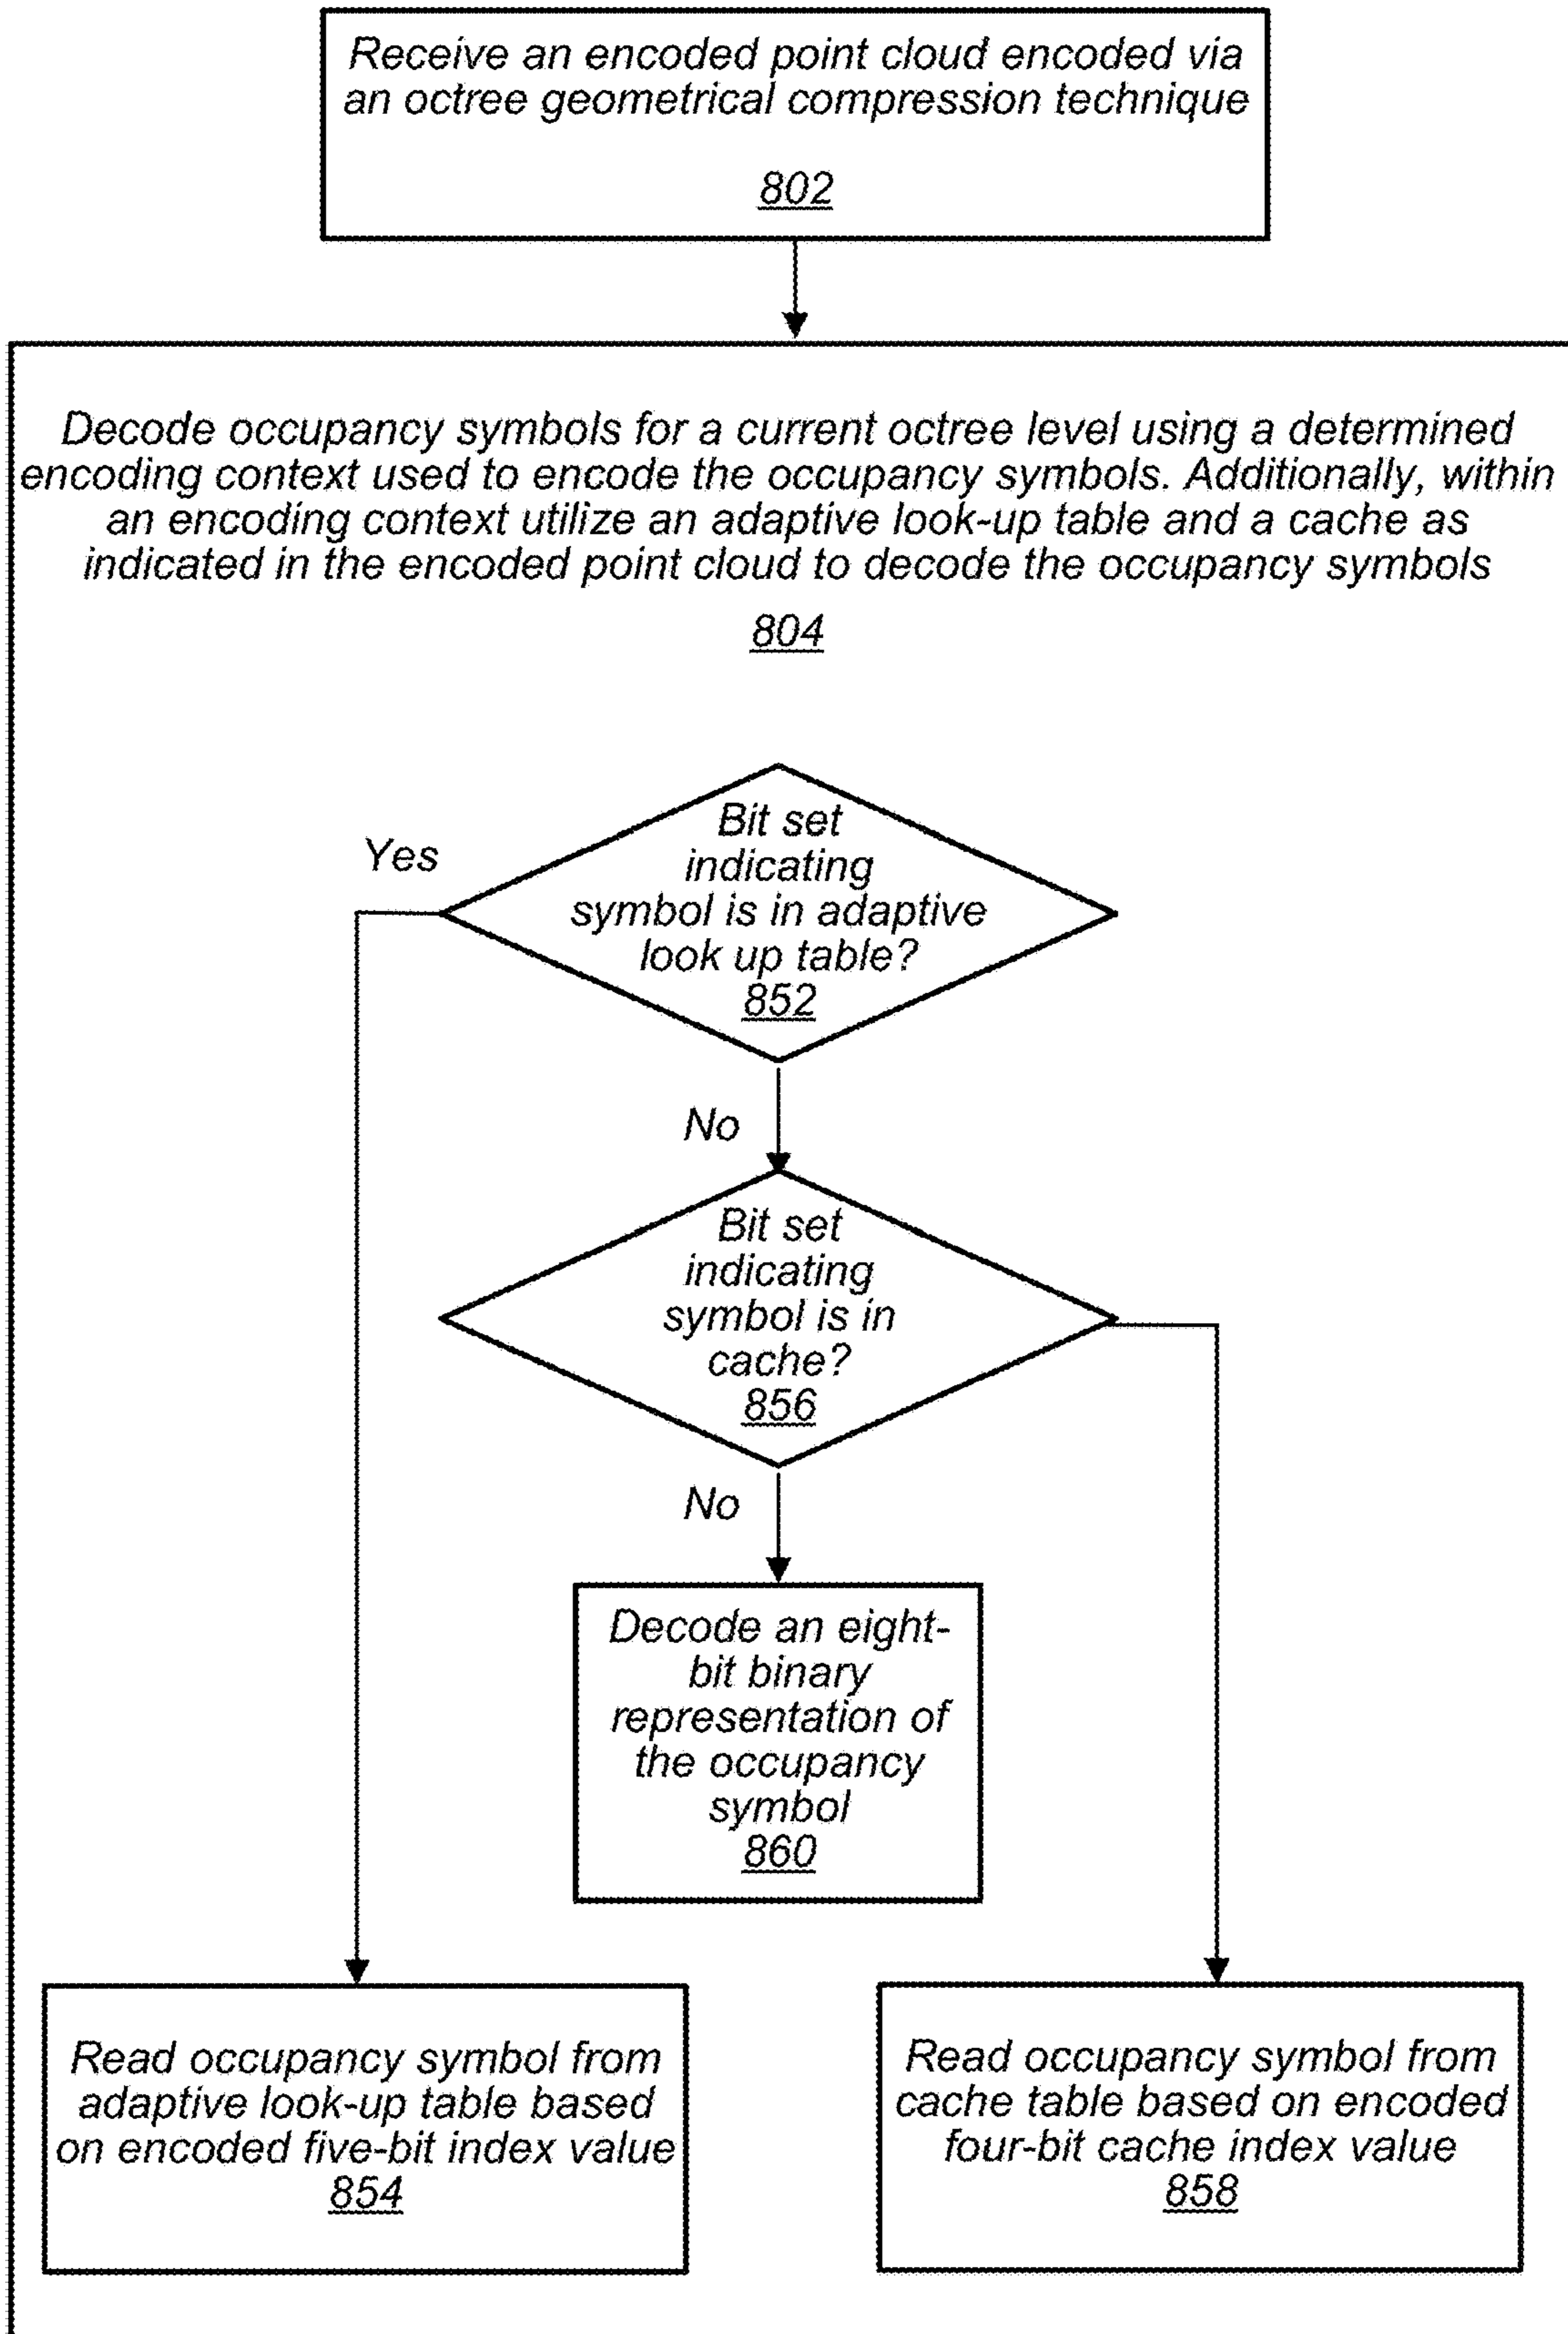 Receive an encoded point cloud encoded via
an octree geometrical compression technique
802
Decode occupancy symbols for a current octree level using a determined
encoding context used to encode the occupancy symbols. Additionally, within
an encoding context utilize an adaptive look-up table and a cache as
indicated in the encoded point cloud to decode the occupancy symbols
804
Bit set
indicating
symbol is in adaptive
look up table?
852
Yes
No
Bit set
indicating
symbol is in
cache?
856
No
Decode an eight-
bit binary
representation of
the occupancy
symbol
860
Read occupancy symbol from
adaptive look-up table based
on encoded five-bit index value
854
Read occupancy symbol from
cache table based on encoded
four-bit cache index value
858